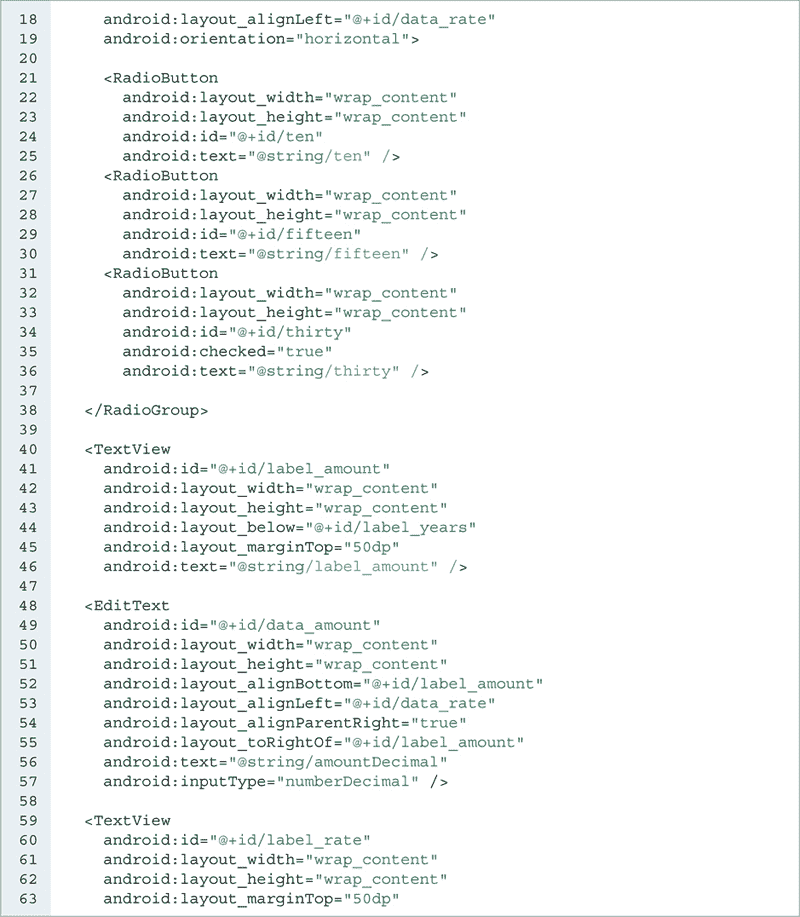 18 android:layout_alignLeft="@+id/data_rate"
19 android:orientation="horizontal">
20
21 <RadioButton
22 android:layout_width="wrap_content"
23 android:layout_height="wrap_content"
24 android:id="@+id/ten"
25 android:text="@string/ten" />
26 <RadioButton
27 android:layout_width="wrap_content"
28 android:layout_height="wrap_content"
29 android:id="@+id/fifteen"
30 android:text="@string/fifteen" />
31 <RadioButton
32 android:layout_width="wrap_content"
33 android:layout_height="wrap_content"
34 android:id="@+id/thirty"
35 android:checked="true"
36 android:text="@string/thirty" />
37
38 </RadioGroup>
39
40 <TextView
41 android:id="@+id/label_amount"
42 android:layout_width="wrap_content"
43 android:layout_height="wrap_content"
44 android:layout_below="@+id/label_years"
45 android:layout_marginTop="50dp"
46 android:text="@string/label_amount" />
47
48 <EditText
49 android:id="@+id/data_amount"
50 android:layout_width="wrap_content"
51 android:layout_height="wrap_content"
52 android:layout_alignBottom="@+id/label_amount"
53 android:layout_alignLeft="@+id/data_rate"
54 android:layout_alignParentRight="true"
55 android:layout_toRightOf="@+id/label_amount"
56 android:text="@string/amountDecimal"
57 android:inputType="numberDecimal" />
58
59 <TextView
60 android:id="@+id/label_rate"
61 android:layout_width="wrap_content"
62 android:layout_height="wrap_content"
63 android:layout_marginTop="50dp"